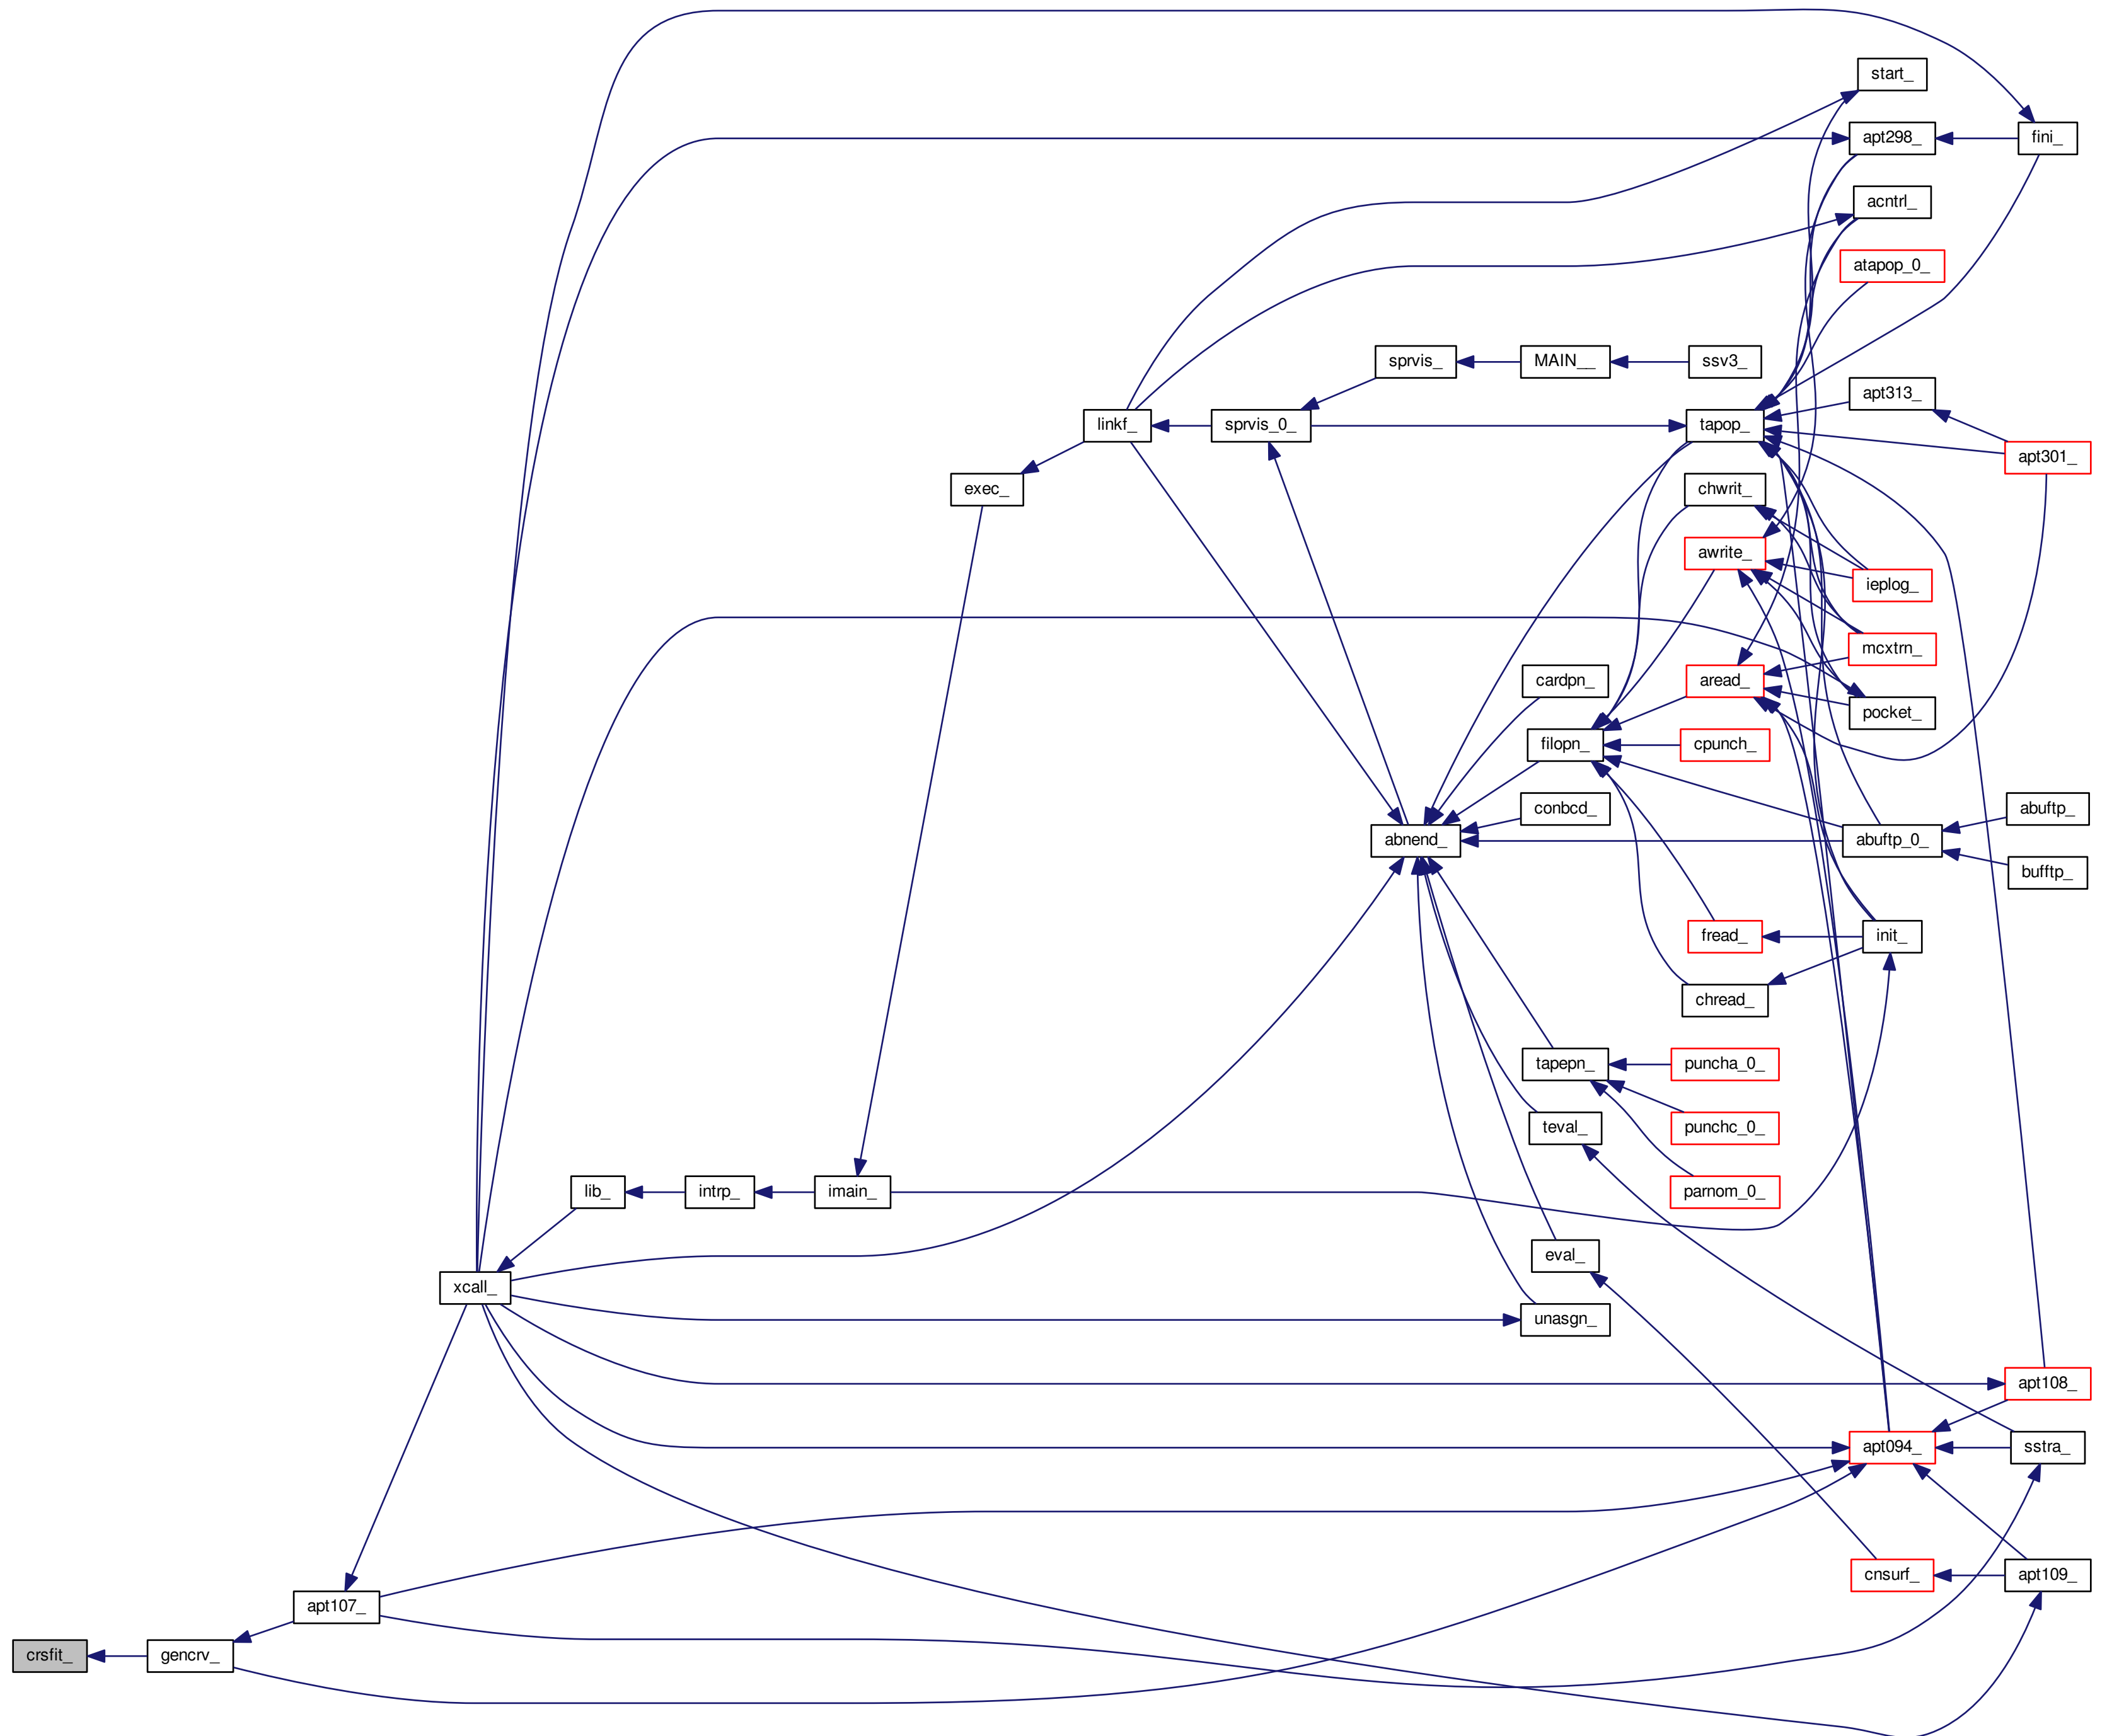 start_
apt298_
fini_
acntrl_
atapop_0_
sprvis_
MAIN__
ssv3_
apt313_
linkf_
sprvis_0_
tapop_
apt301_
exec_
chwrit_
awrite_
ieplog_
mcxtrn_
cardpn_
aread_
pocket_
filopn_
cpunch_
conbcd_
abuftp_
abnend_
abuftp_0_
bufftp_
fread_
init_
chread_
tapepn_
puncha_0_
teval_
punchc_0_
lib_
intrp_
imain_
parnom_0_
eval_
xcall_
unasgn_
apt108_
apt094_
sstra_
cnsurf_
apt109_
apt107_
crsfit_
gencrv_